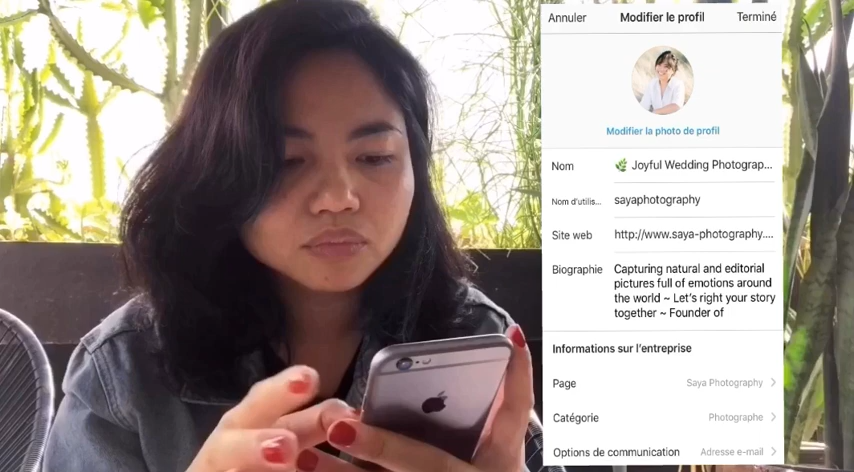 Annuler Modifier le profil Terminé
Modifier la photo de profil
Nom 🌿 Joyful Wedding Photograp...
Nom d'utilis... sayaphotography
Site web http://www.saya-photography....
Biographie Capturing natural and editorial
pictures full of emotions around
the world ~ Let's right your story
together ~ Founder of
Informations sur l'entreprise
Page Saya Photography
Catégorie Photographe
Options de communication Adresse e-mail